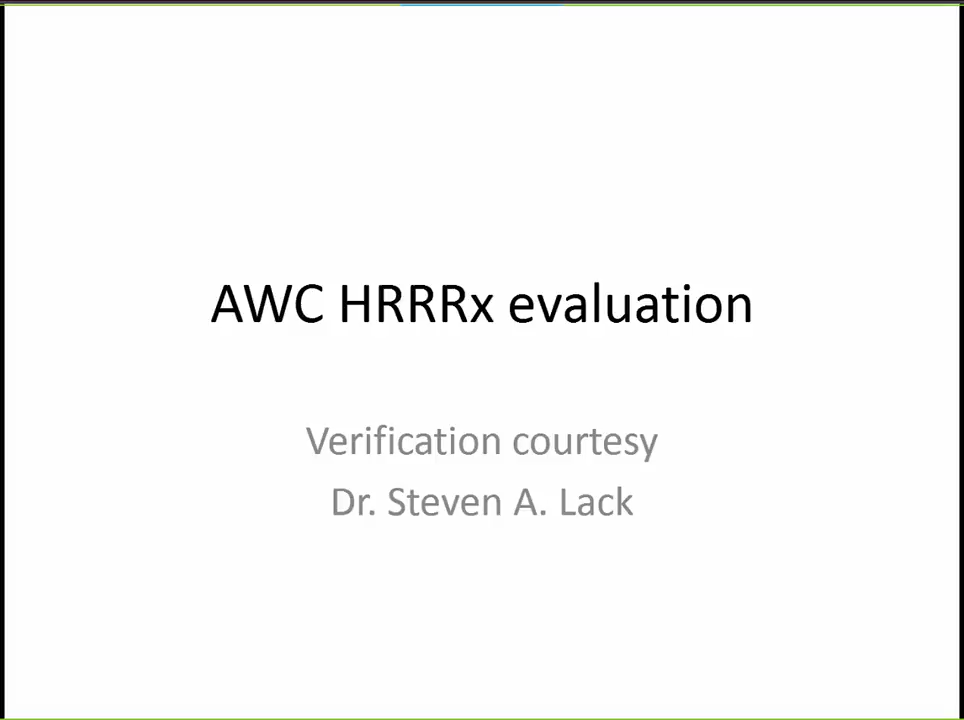 AWC HRRRx evaluation
Verification courtesy
Dr. Steven A. Lack